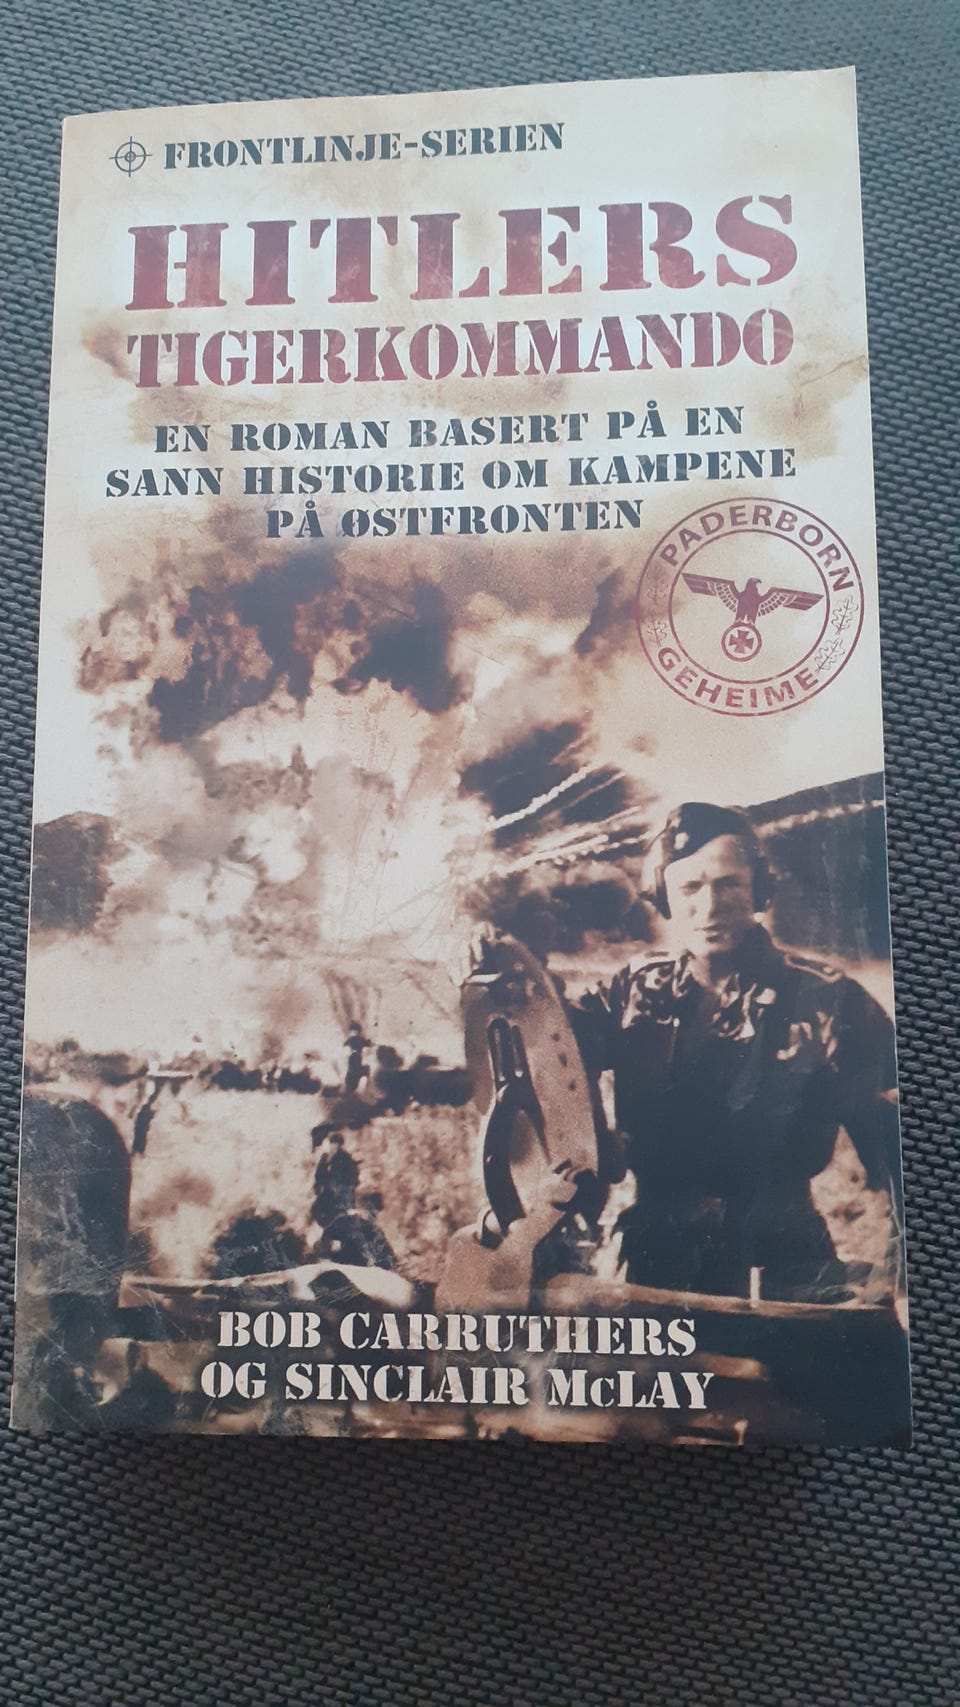 FRONTLINJE-SERIEN
HITLERS
TIGERKOMMANDO
EN ROMAN BASERT PÅ EN
SANN HISTORIE OM KAMPENE
PÅ ØSTFRONTEN
PADERBORN
GEHEIME
BOB CARRUTHERS
OG SINCLAIR McLAY